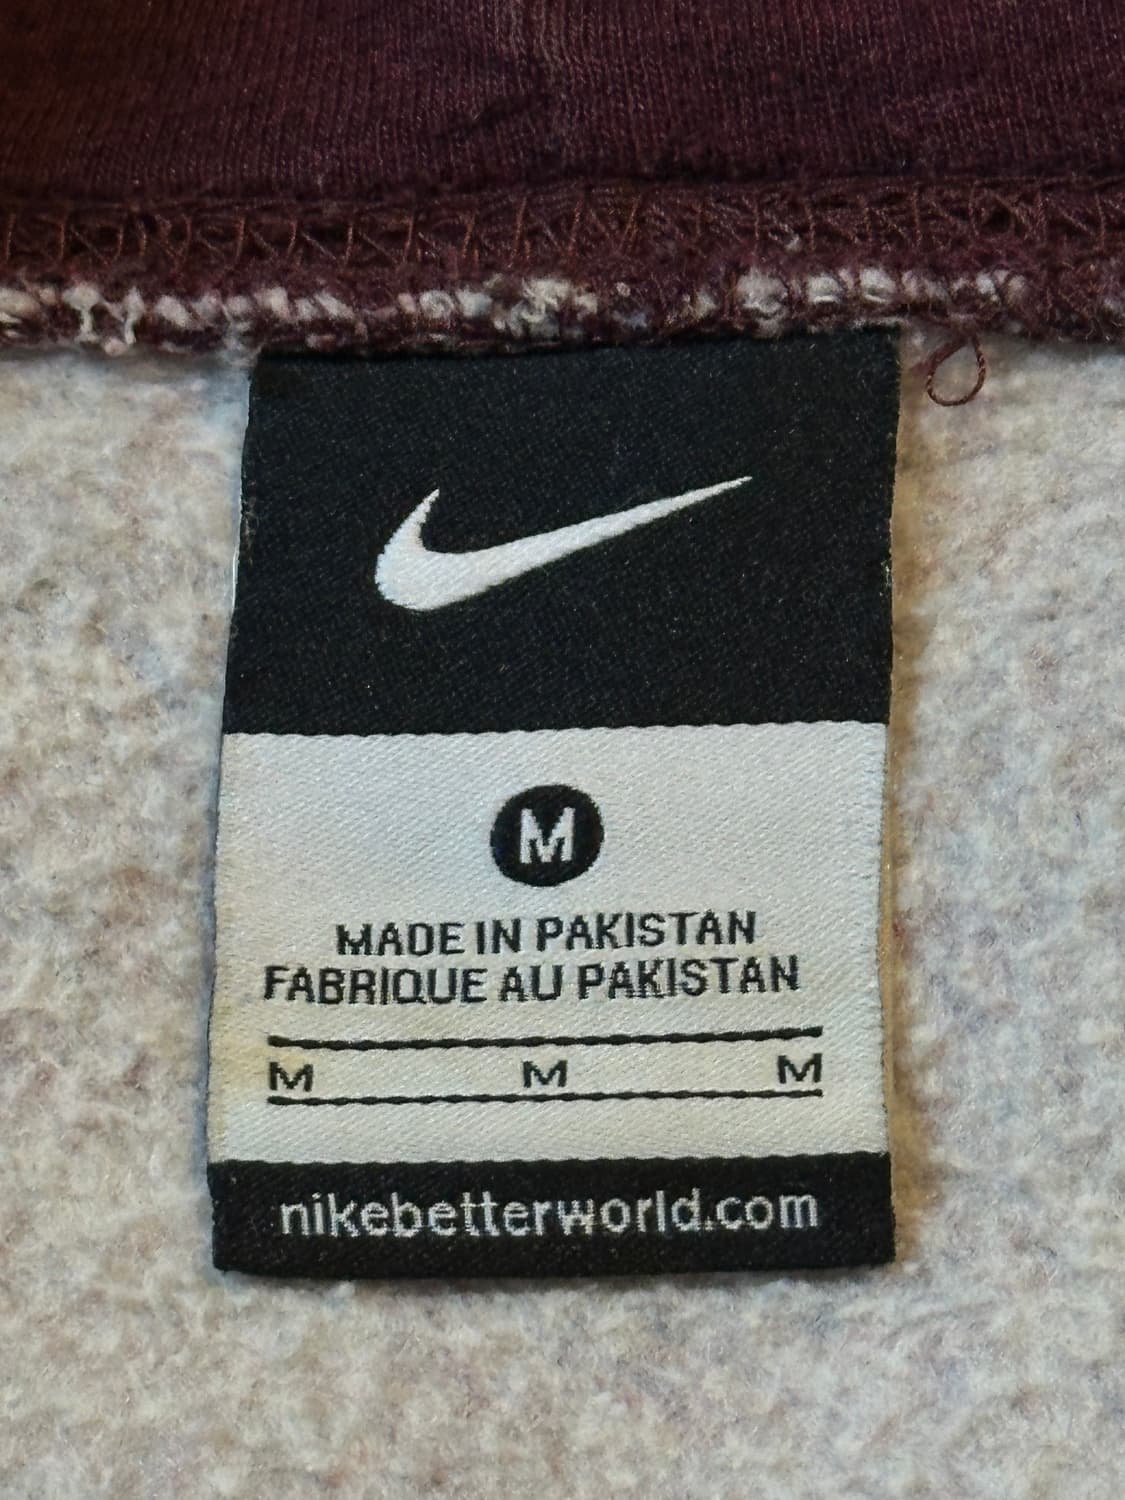 M
MADE IN PAKISTAN
FABRIQUE AU PAKISTAN
M M M
nikebetterworld.com